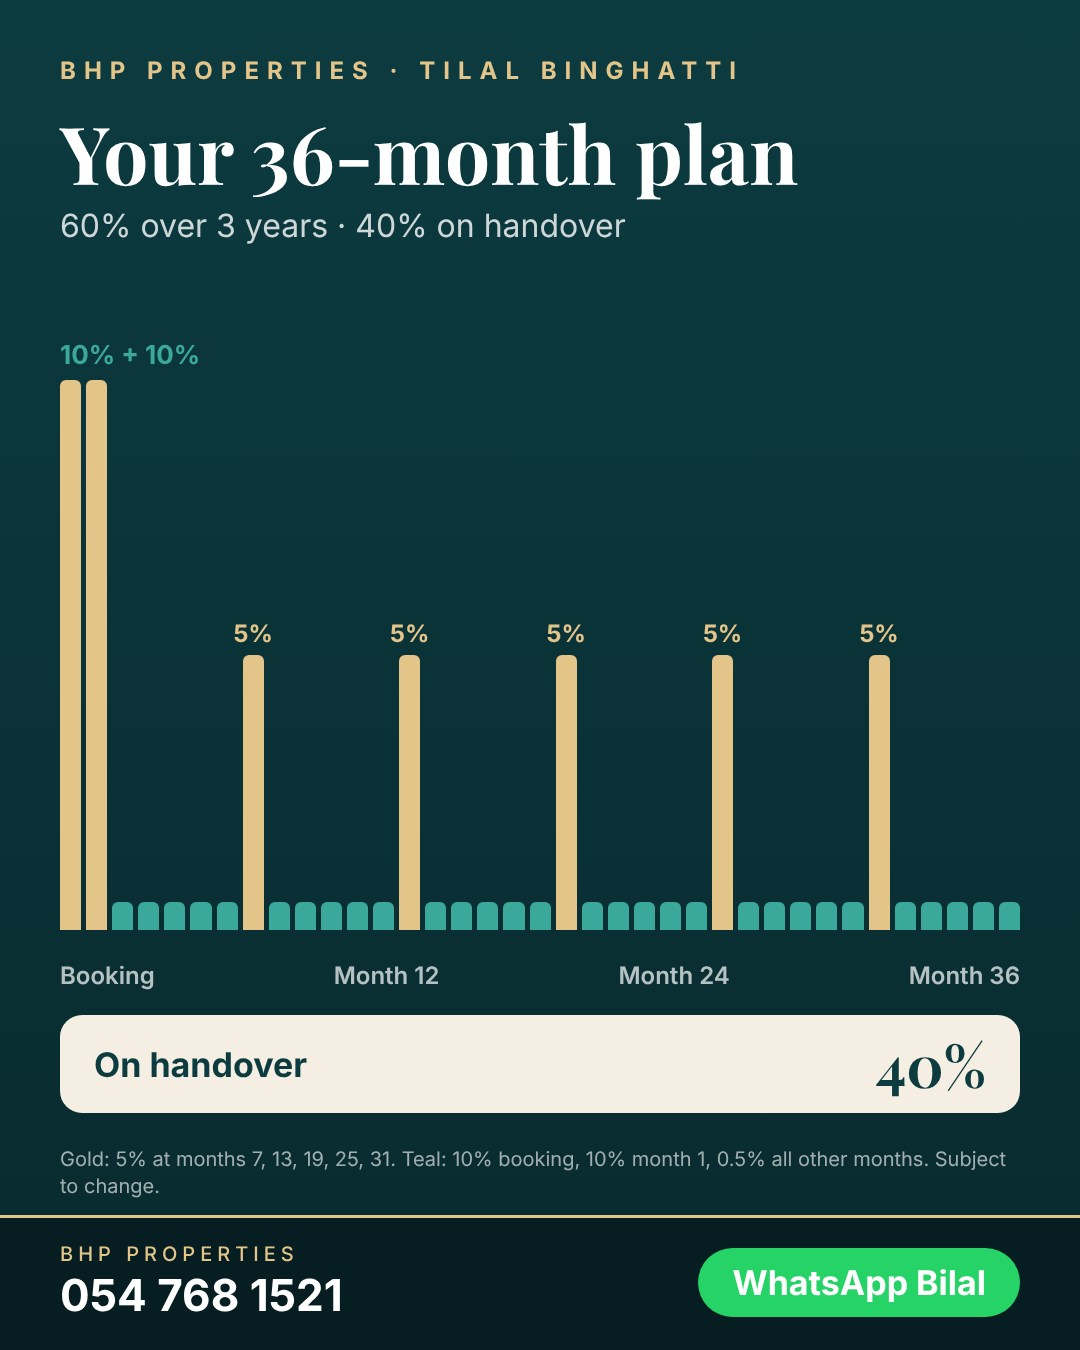 BHP PROPERTIES · TILAL BINGHATTI
Your 36-month plan
60% over 3 years · 40% on handover
10% + 10%
5% 5% 5% 5% 5%
Booking Month 12 Month 24 Month 36
On handover 40%
Gold: 5% at months 7, 13, 19, 25, 31. Teal: 10% booking, 10% month 1, 0.5% all other months. Subject
to change.
BHP PROPERTIES
054 768 1521
WhatsApp Bilal